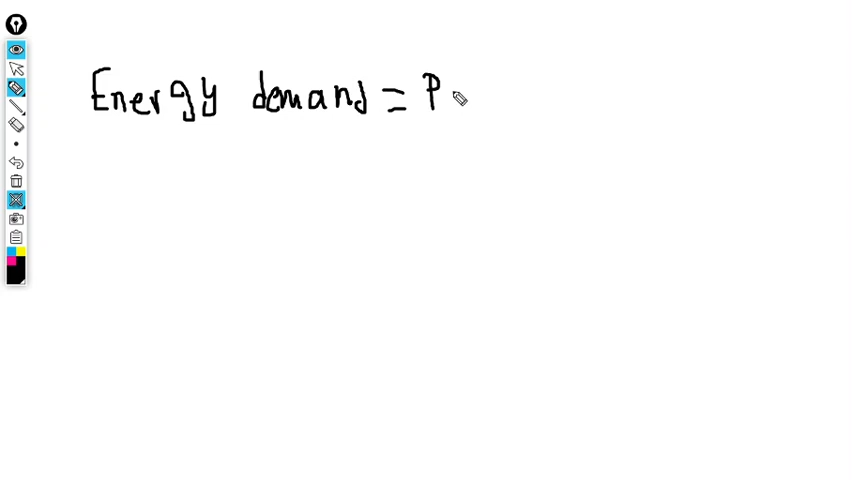 Energy demand = P